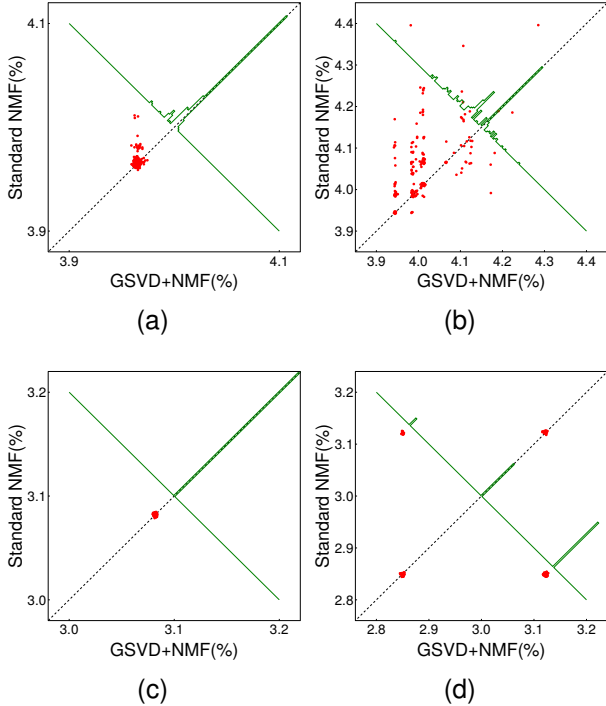 4.1
3.9
Standard NMF(%)
3.9
4.1
GSVD+NMF(%)
(a)
4.4
4.3
4.2
4.1
4.0
3.9
Standard NMF(%)
3.9
4.0
4.1
4.2
4.3
4.4
GSVD+NMF(%)
(b)
3.2
3.1
3.0
Standard NMF(%)
3.0
3.1
3.2
GSVD+NMF(%)
(c)
3.2
3.1
3.0
2.9
2.8
Standard NMF(%)
2.8
2.9
3.0
3.1
3.2
GSVD+NMF(%)
(d)